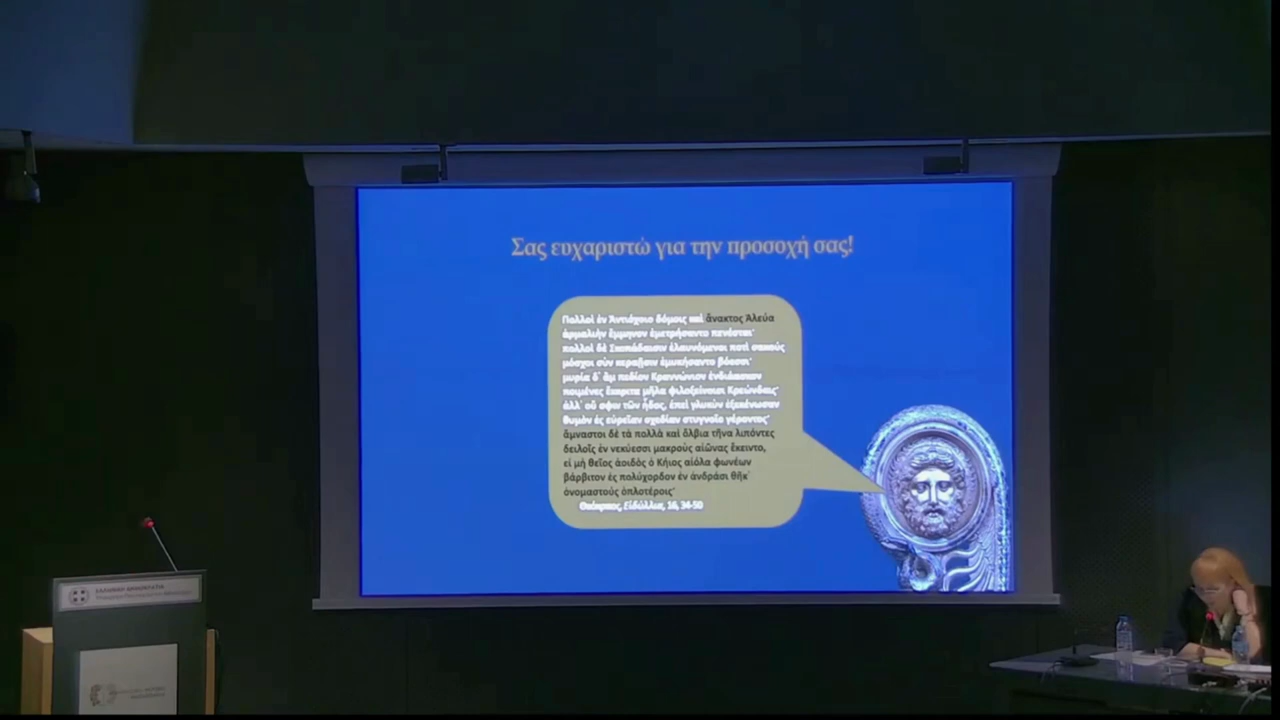 Σας ευχαριστώ για την προσοχή σας!
Πολλοὶ ἐν Ἀντιόχοιο δόμοις καὶ ἄνακτος Ἀλεύα
ἁρμαλιὴν ἔμμηνον ἐμετρήσαντο πενέσται·
πολλοὶ δὲ Σκοπάδαισιν ἐλαυνόμενοι ποτὶ σακοὺς
μόσχοι σὺν κεραῇσιν ἐμυκήσαντο βόεσσι·
μυρία δ᾽ ἂμ πεδίον Κραννώνιον ἐνδιάασκον
ποιμένες ἔκκριτα μῆλα φιλοξείνοισι Κρεώνδαις·
ἀλλ᾽ οὔ σφιν τῶν ἦδος, ἐπεὶ γλυκὺν ἐξεκένωσαν
θυμὸν ἐς εὐρεῖαν σχεδίαν στυγνοῖο γέροντος·
ἄμναστοι δὲ τὰ πολλὰ καὶ ὄλβια τῆνα λιπόντες
δειλοῖς ἐν νεκύεσσι μακροὺς αἰῶνας ἔκειντο,
εἰ μὴ θεῖος ἀοιδὸς ὁ Κήιος αἰόλα φωνέων
βάρβιτον ἐς πολύχορδον ἐν ἀνδράσι θῆκ᾽
ὀνομαστοὺς ὁπλοτέροις·
Θεόκριτος, Εἰδύλλια, 16, 34-50
ΕΛΛΗΝΙΚΗ ΔΗΜΟΚΡΑΤΙΑ